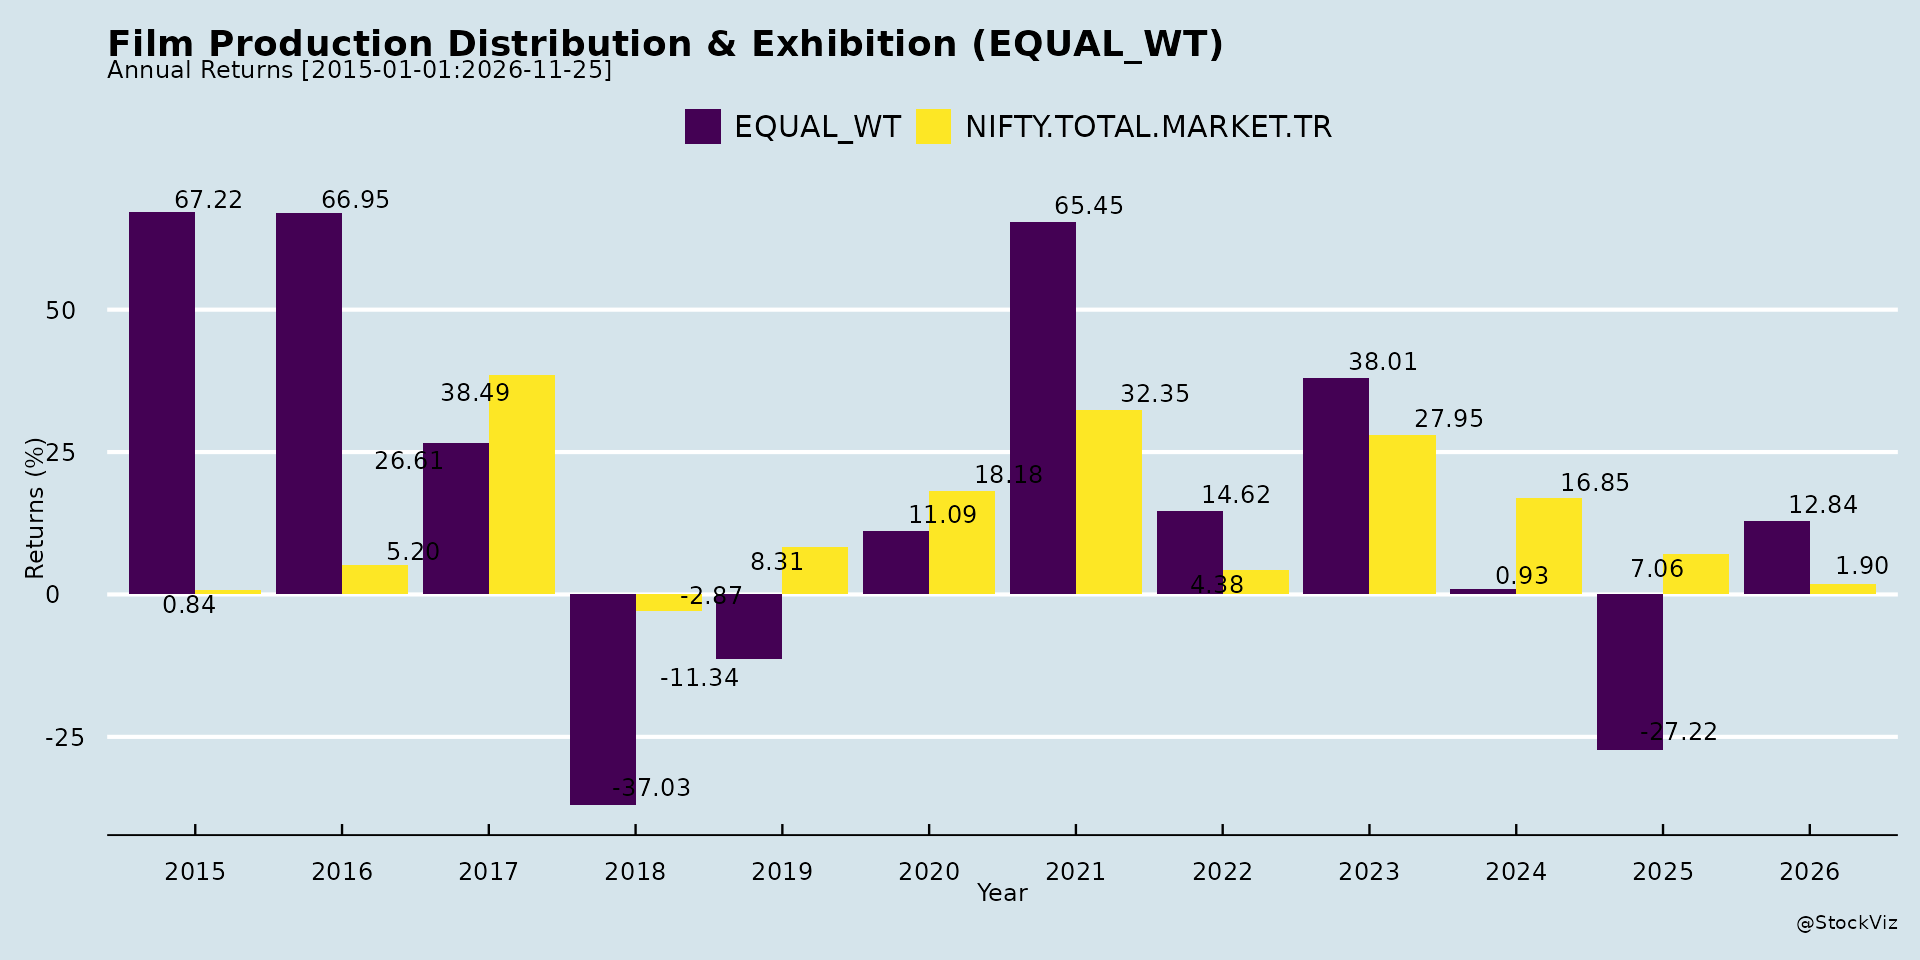 Film Production Distribution & Exhibition (EQUAL_WT)
Annual Returns [2015-01-01:2026-11-25]
EQUAL_WT NIFTY.TOTAL.MARKET.TR
67.22 66.95 65.45
50
38.49 32.35 38.01 27.95
25 26.61 18.18 14.62 16.85 12.84
5.20 8.31 11.09 4.38 0.93 7.06 1.90
0 0.84 -2.87
-11.34
-25 -27.22
-37.03
Returns (%)
2015 2016 2017 2018 2019 2020 2021 2022 2023 2024 2025 2026
Year
@StockViz